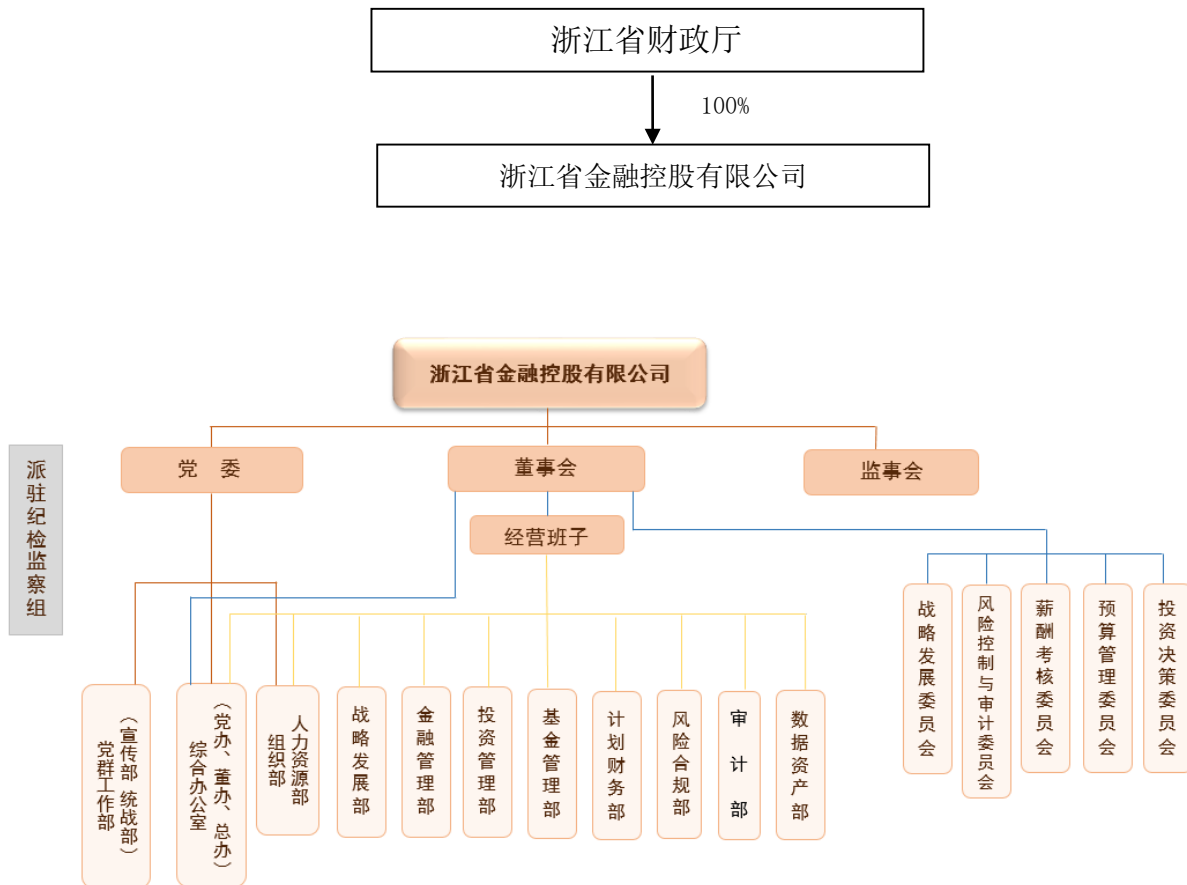 浙江省财政厅
100%
浙江省金融控股有限公司
浙江省金融控股有限公司
派驻纪检监察组
党 委
董事会
监事会
经营班子
战略发展委员会
风险控制与审计委员会
薪酬考核委员会
预算管理委员会
投资决策委员会
党群工作部
（宣传部 统战部）
综合办公室
（党办、董办、总办）
组织部
人力资源部
战略发展部
金融管理部
投资管理部
基金管理部
计划财务部
风险合规部
审计部
数据资产部